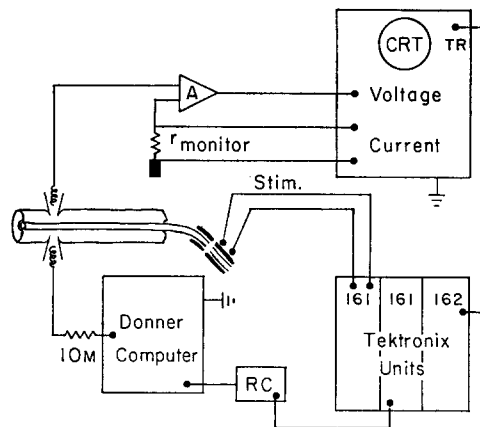 CRT
TR
A
Voltage
r monitor
Current
Stim.
161 161 162
Tektronix
Units
Donner
Computer
10M
RC